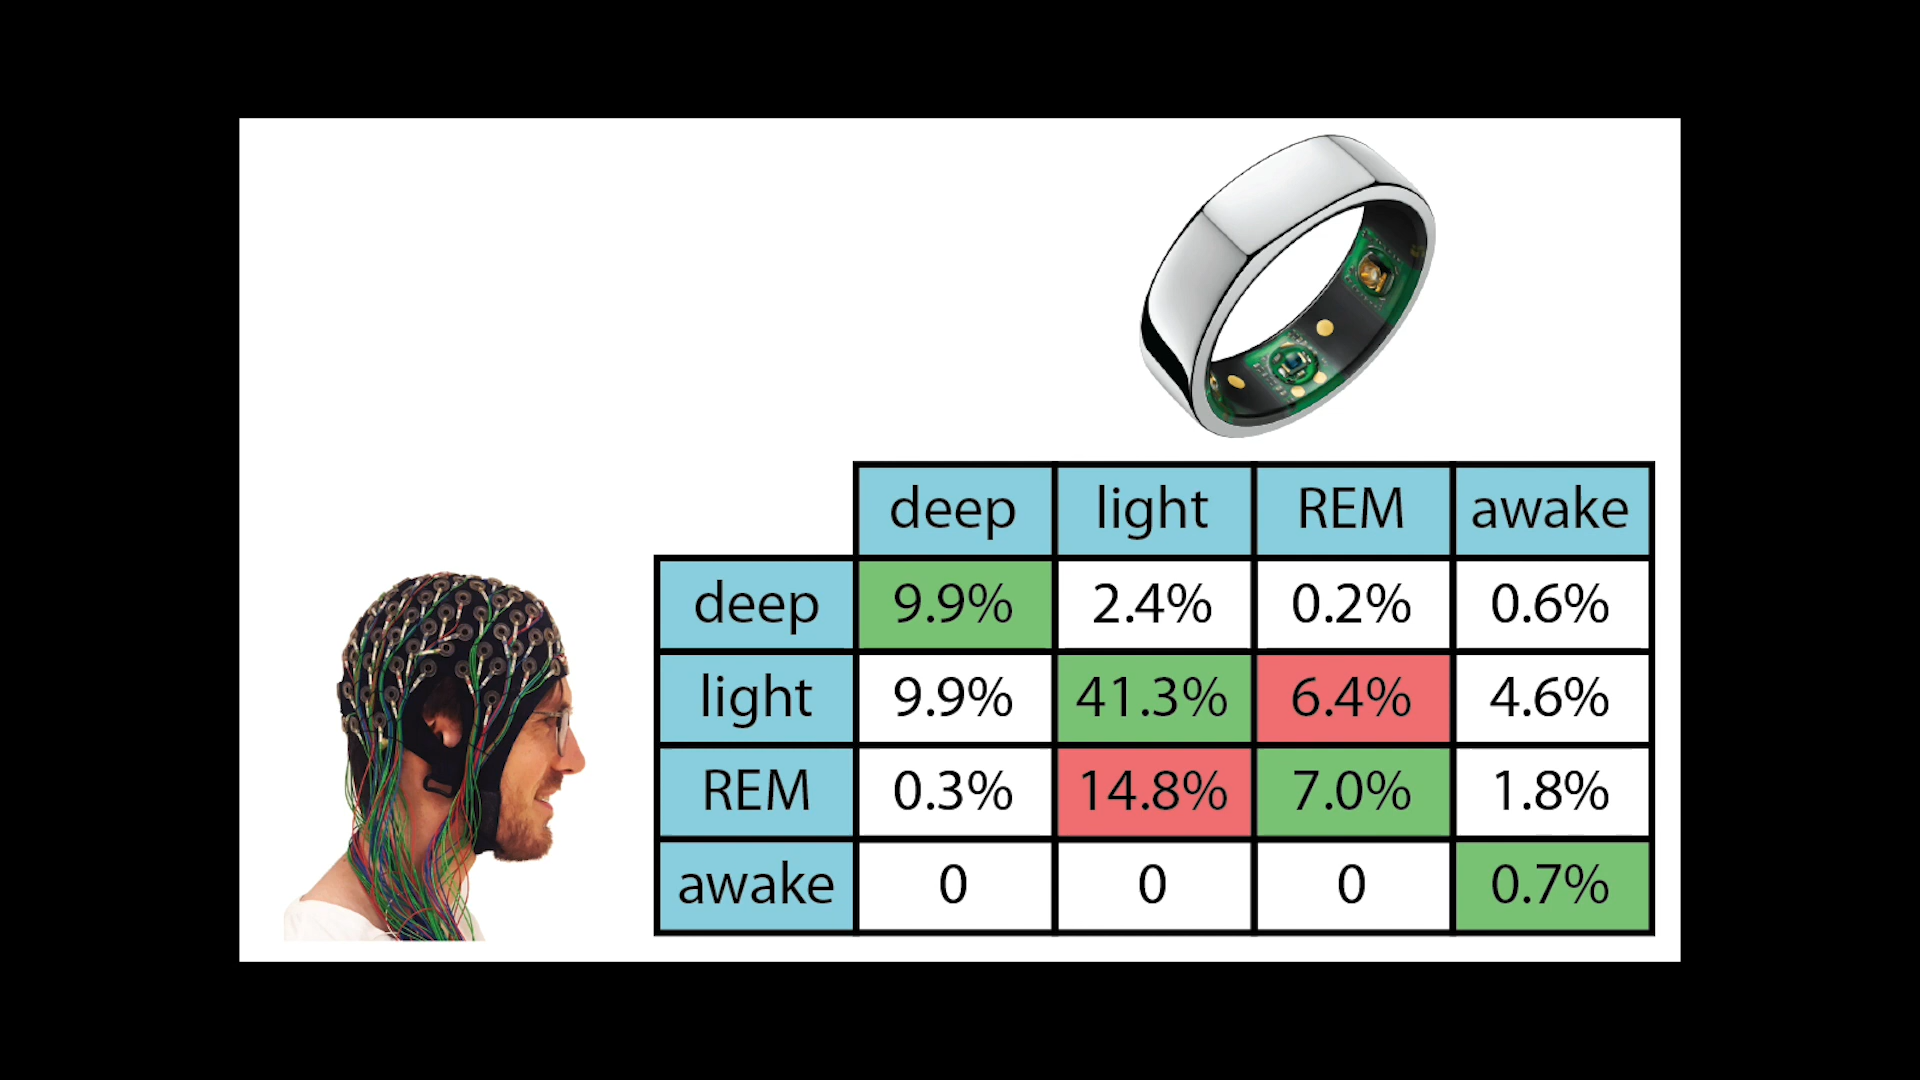 deep light REM awake
deep 9.9% 2.4% 0.2% 0.6%
light 9.9% 41.3% 6.4% 4.6%
REM 0.3% 14.8% 7.0% 1.8%
awake 0 0 0 0.7%